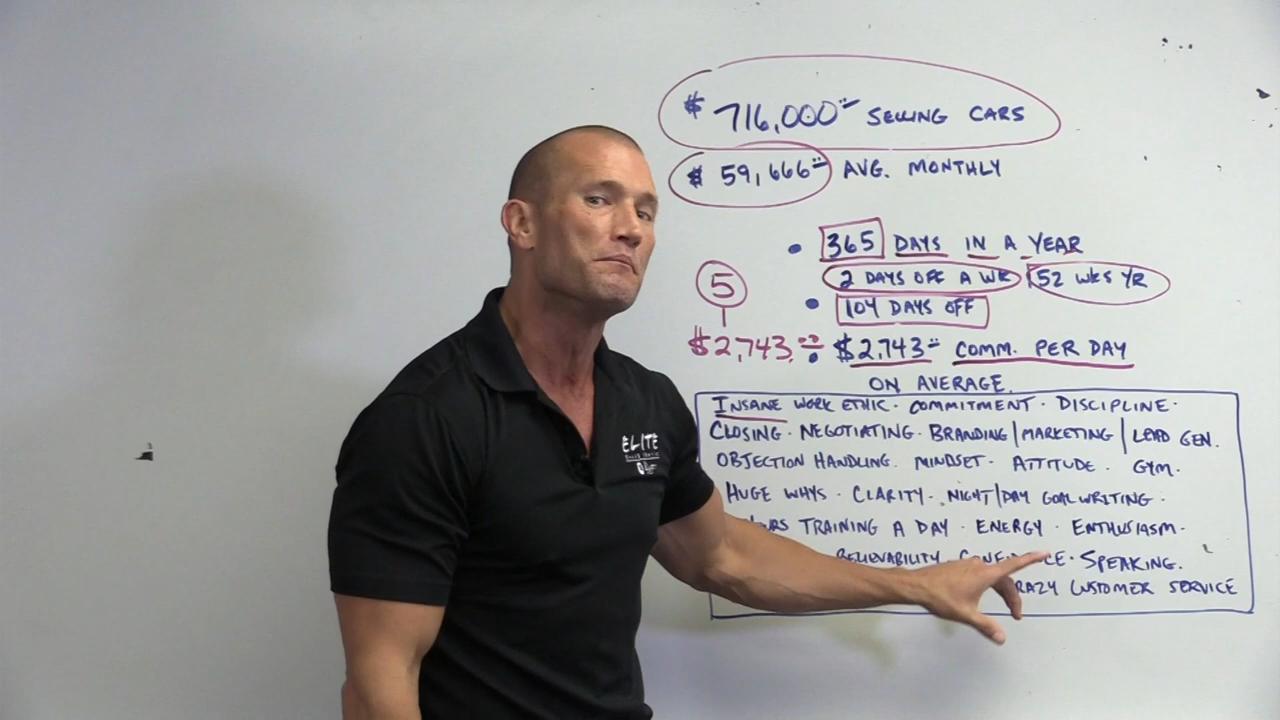 $ 716,000 SELLING CARS
$ 59,666 AVG. MONTHLY
• 365 DAYS IN A YEAR
2 DAYS OFF A WK 52 WKS YR
5
• 104 DAYS OFF
$2,743 ÷ $2,743 COMM. PER DAY
ON AVERAGE.
INSANE WORK ETHIC · COMMITMENT · DISCIPLINE ·
CLOSING · NEGOTIATING · BRANDING/MARKETING/LEAD GEN.
OBJECTION HANDLING. MINDSET · ATTITUDE · GYM.
HUGE WHYS · CLARITY · NIGHT/DAY GOAL WRITING ·
TRAINING A DAY · ENERGY · ENTHUSIASM ·
BELIEVABILITY · SPEAKING.
CUSTOMER SERVICE
ELITE